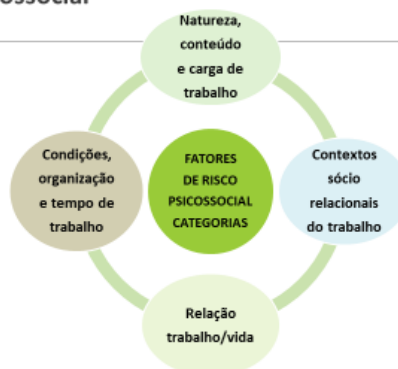 Natureza,
conteúdo
e carga de
trabalho
Condições,
organização
e tempo de
trabalho
FATORES
DE RISCO
PSICOSSOCIAL
CATEGORIAS
Contextos
sócio
relacionais
do trabalho
Relação
trabalho/vida